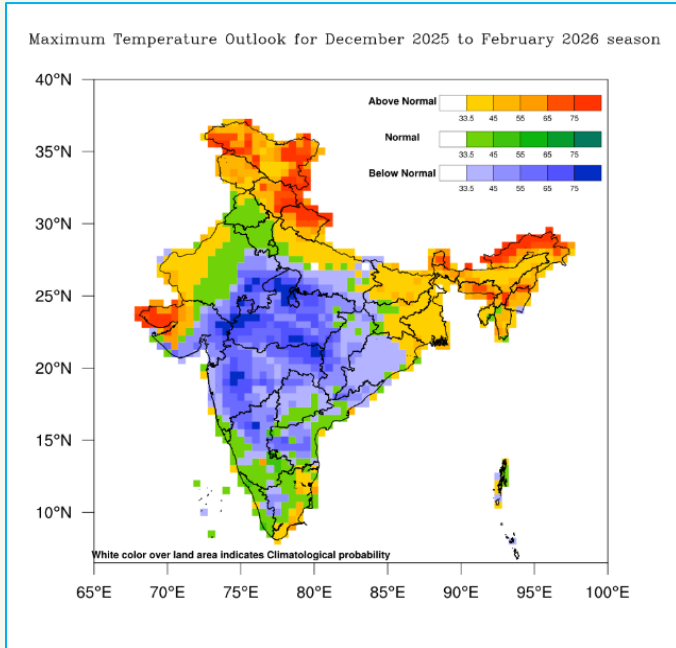 Maximum Temperature Outlook for December 2025 to February 2026 season
40°N
Above Normal
33.5 45 55 65 75
35°N
Normal
33.5 45 55 65 75
Below Normal
33.5 45 55 65 75
30°N
25°N
20°N
15°N
10°N
White color over land area indicates Climatological probability
65°E 70°E 75°E 80°E 85°E 90°E 95°E 100°E